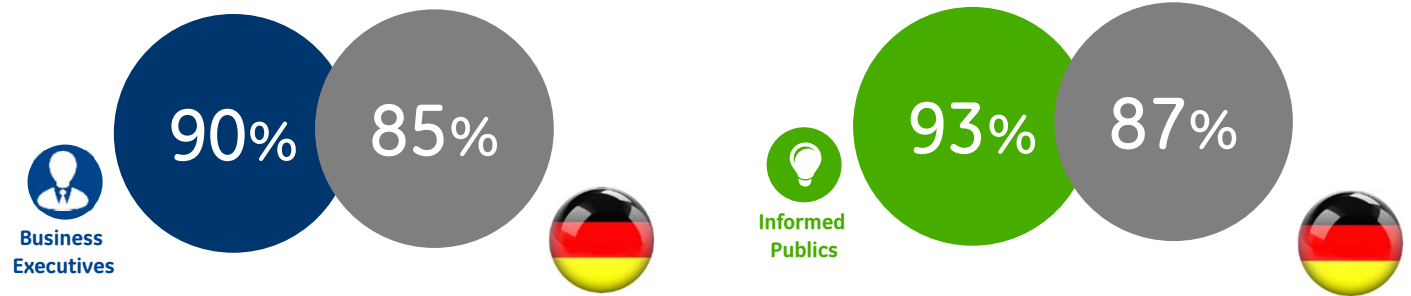 90%
85%
Business
Executives
93%
87%
Informed
Publics